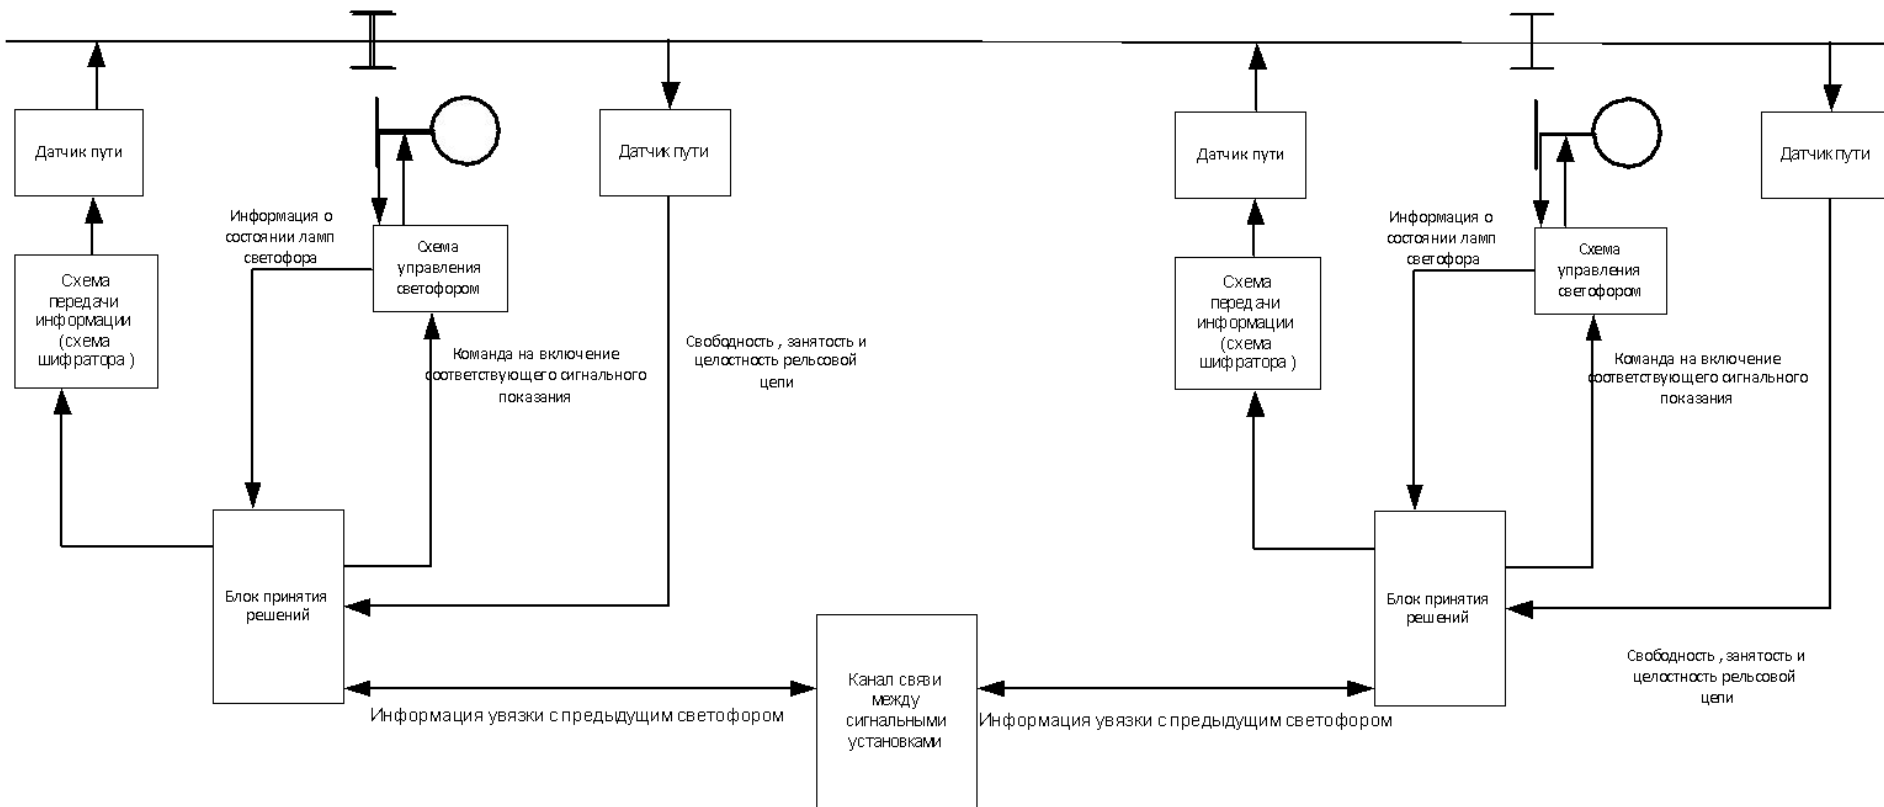 Датчик пути
Датчик пути
Датчик пути
Датчик пути
Информация о
состоянии ламп
светофора
Схема
управления
светофором
Информация о
состоянии ламп
светофора
Схема
управления
светофором
Схема
передачи
информации
(схема
шифратора )
Схема
передачи
информации
(схема
шифратора )
Команда на включение
соответствующего сигнального
показания
Свободность , занятость и
целостность рельсовой
цепи
Команда на включение
соответствующего сигнального
показания
Блок принятия
решений
Блок принятия
решений
Свободность , занятость и
целостность рельсовой
цепи
Канал связи
между
сигнальными
установками
Информация увязки с предыдущим светофором
Информация увязки с предыдущим светофором